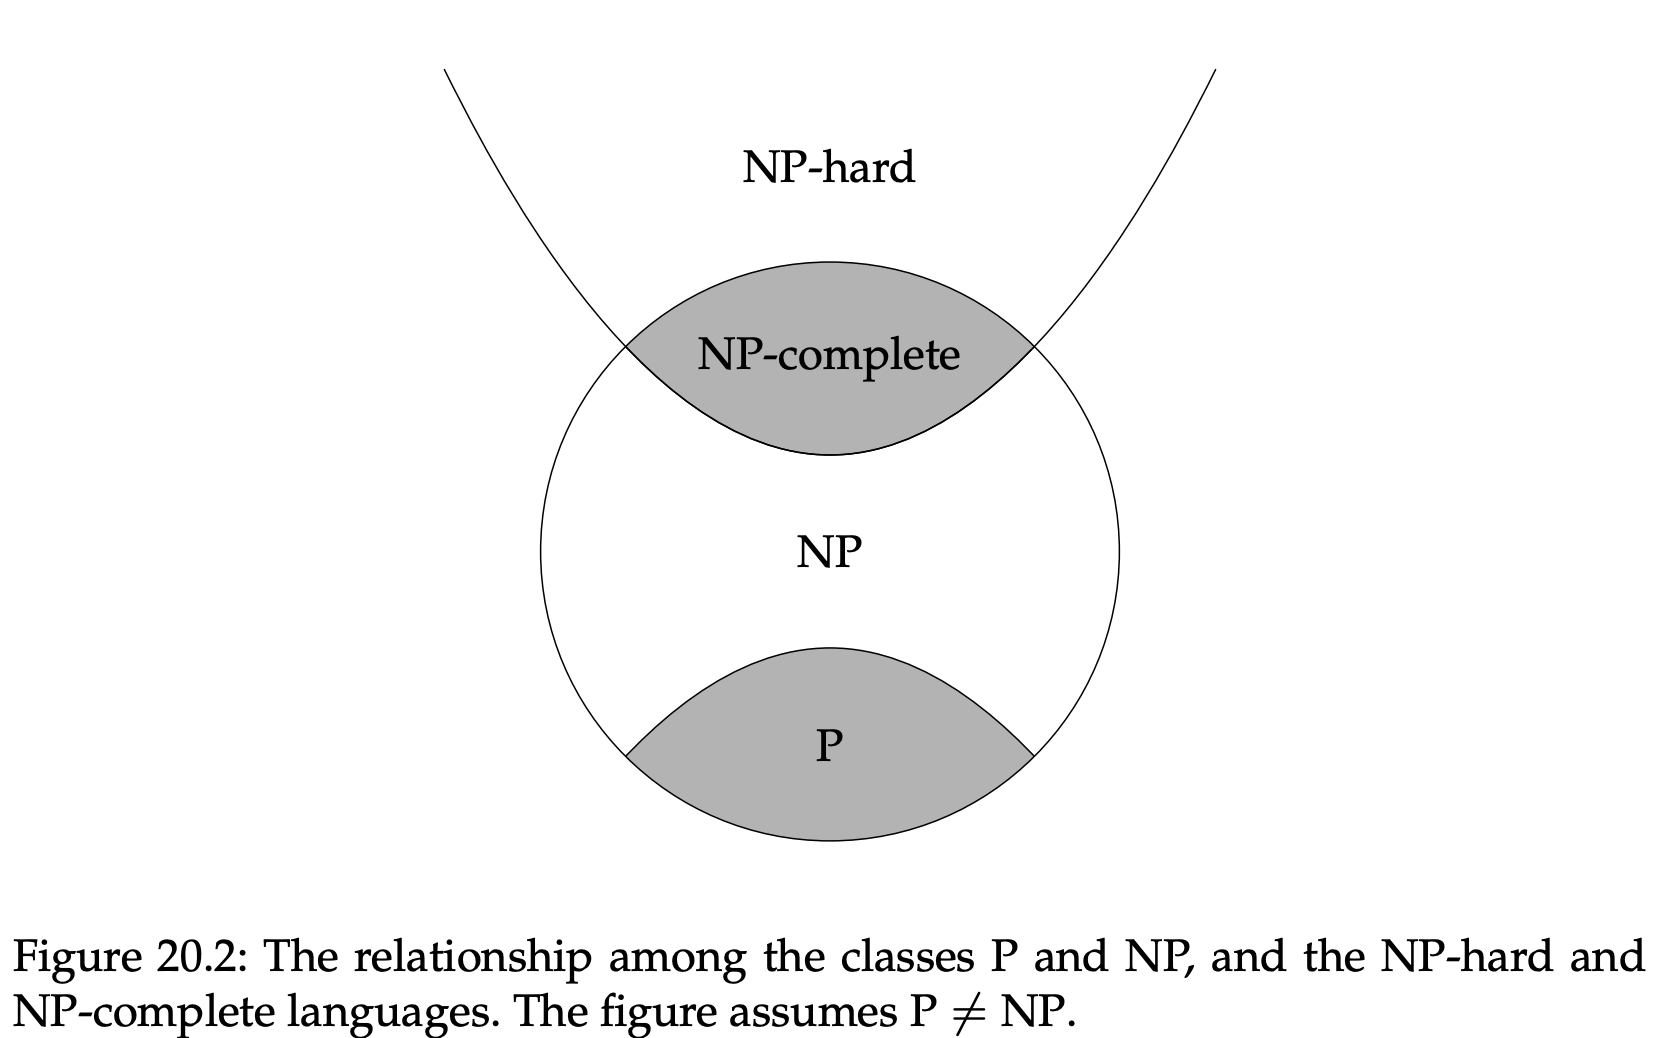 NP-hard
NP-complete
NP
P
Figure 20.2: The relationship among the classes P and NP, and the NP-hard and
NP-complete languages. The figure assumes P ≠ NP.